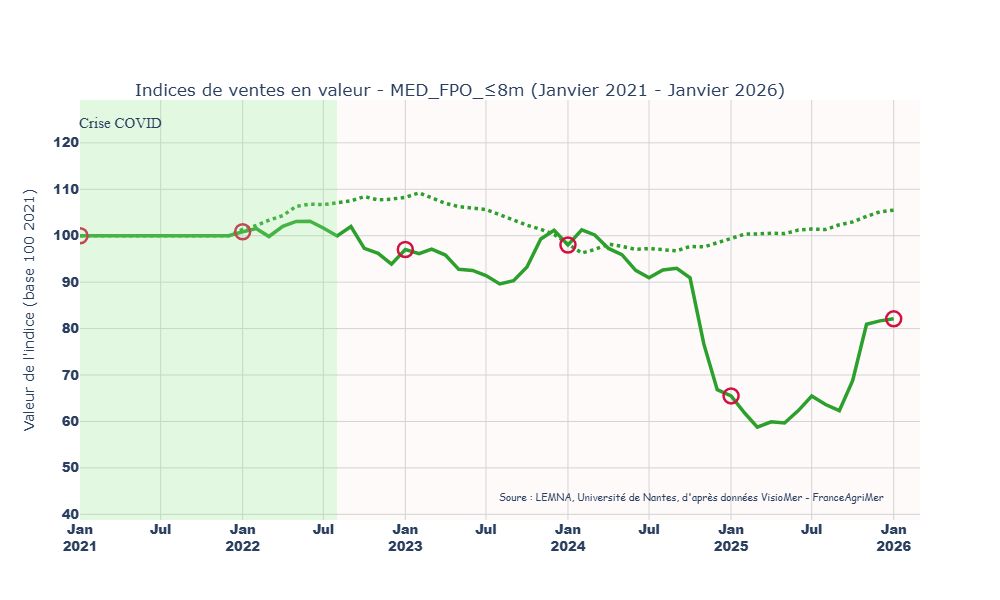 Indices de ventes en valeur - MED_FPO_≤8m (Janvier 2021 - Janvier 2026)
Crise COVID
Valeur de l'indice (base 100 2021)
120
110
100
90
80
70
60
50
40
Soure : LEMNA, Université de Nantes, d'après données VisioMer - FranceAgriMer
Jan Jul Jan Jul Jan Jul Jan Jul Jan Jul Jan
2021 2022 2023 2024 2025 2026